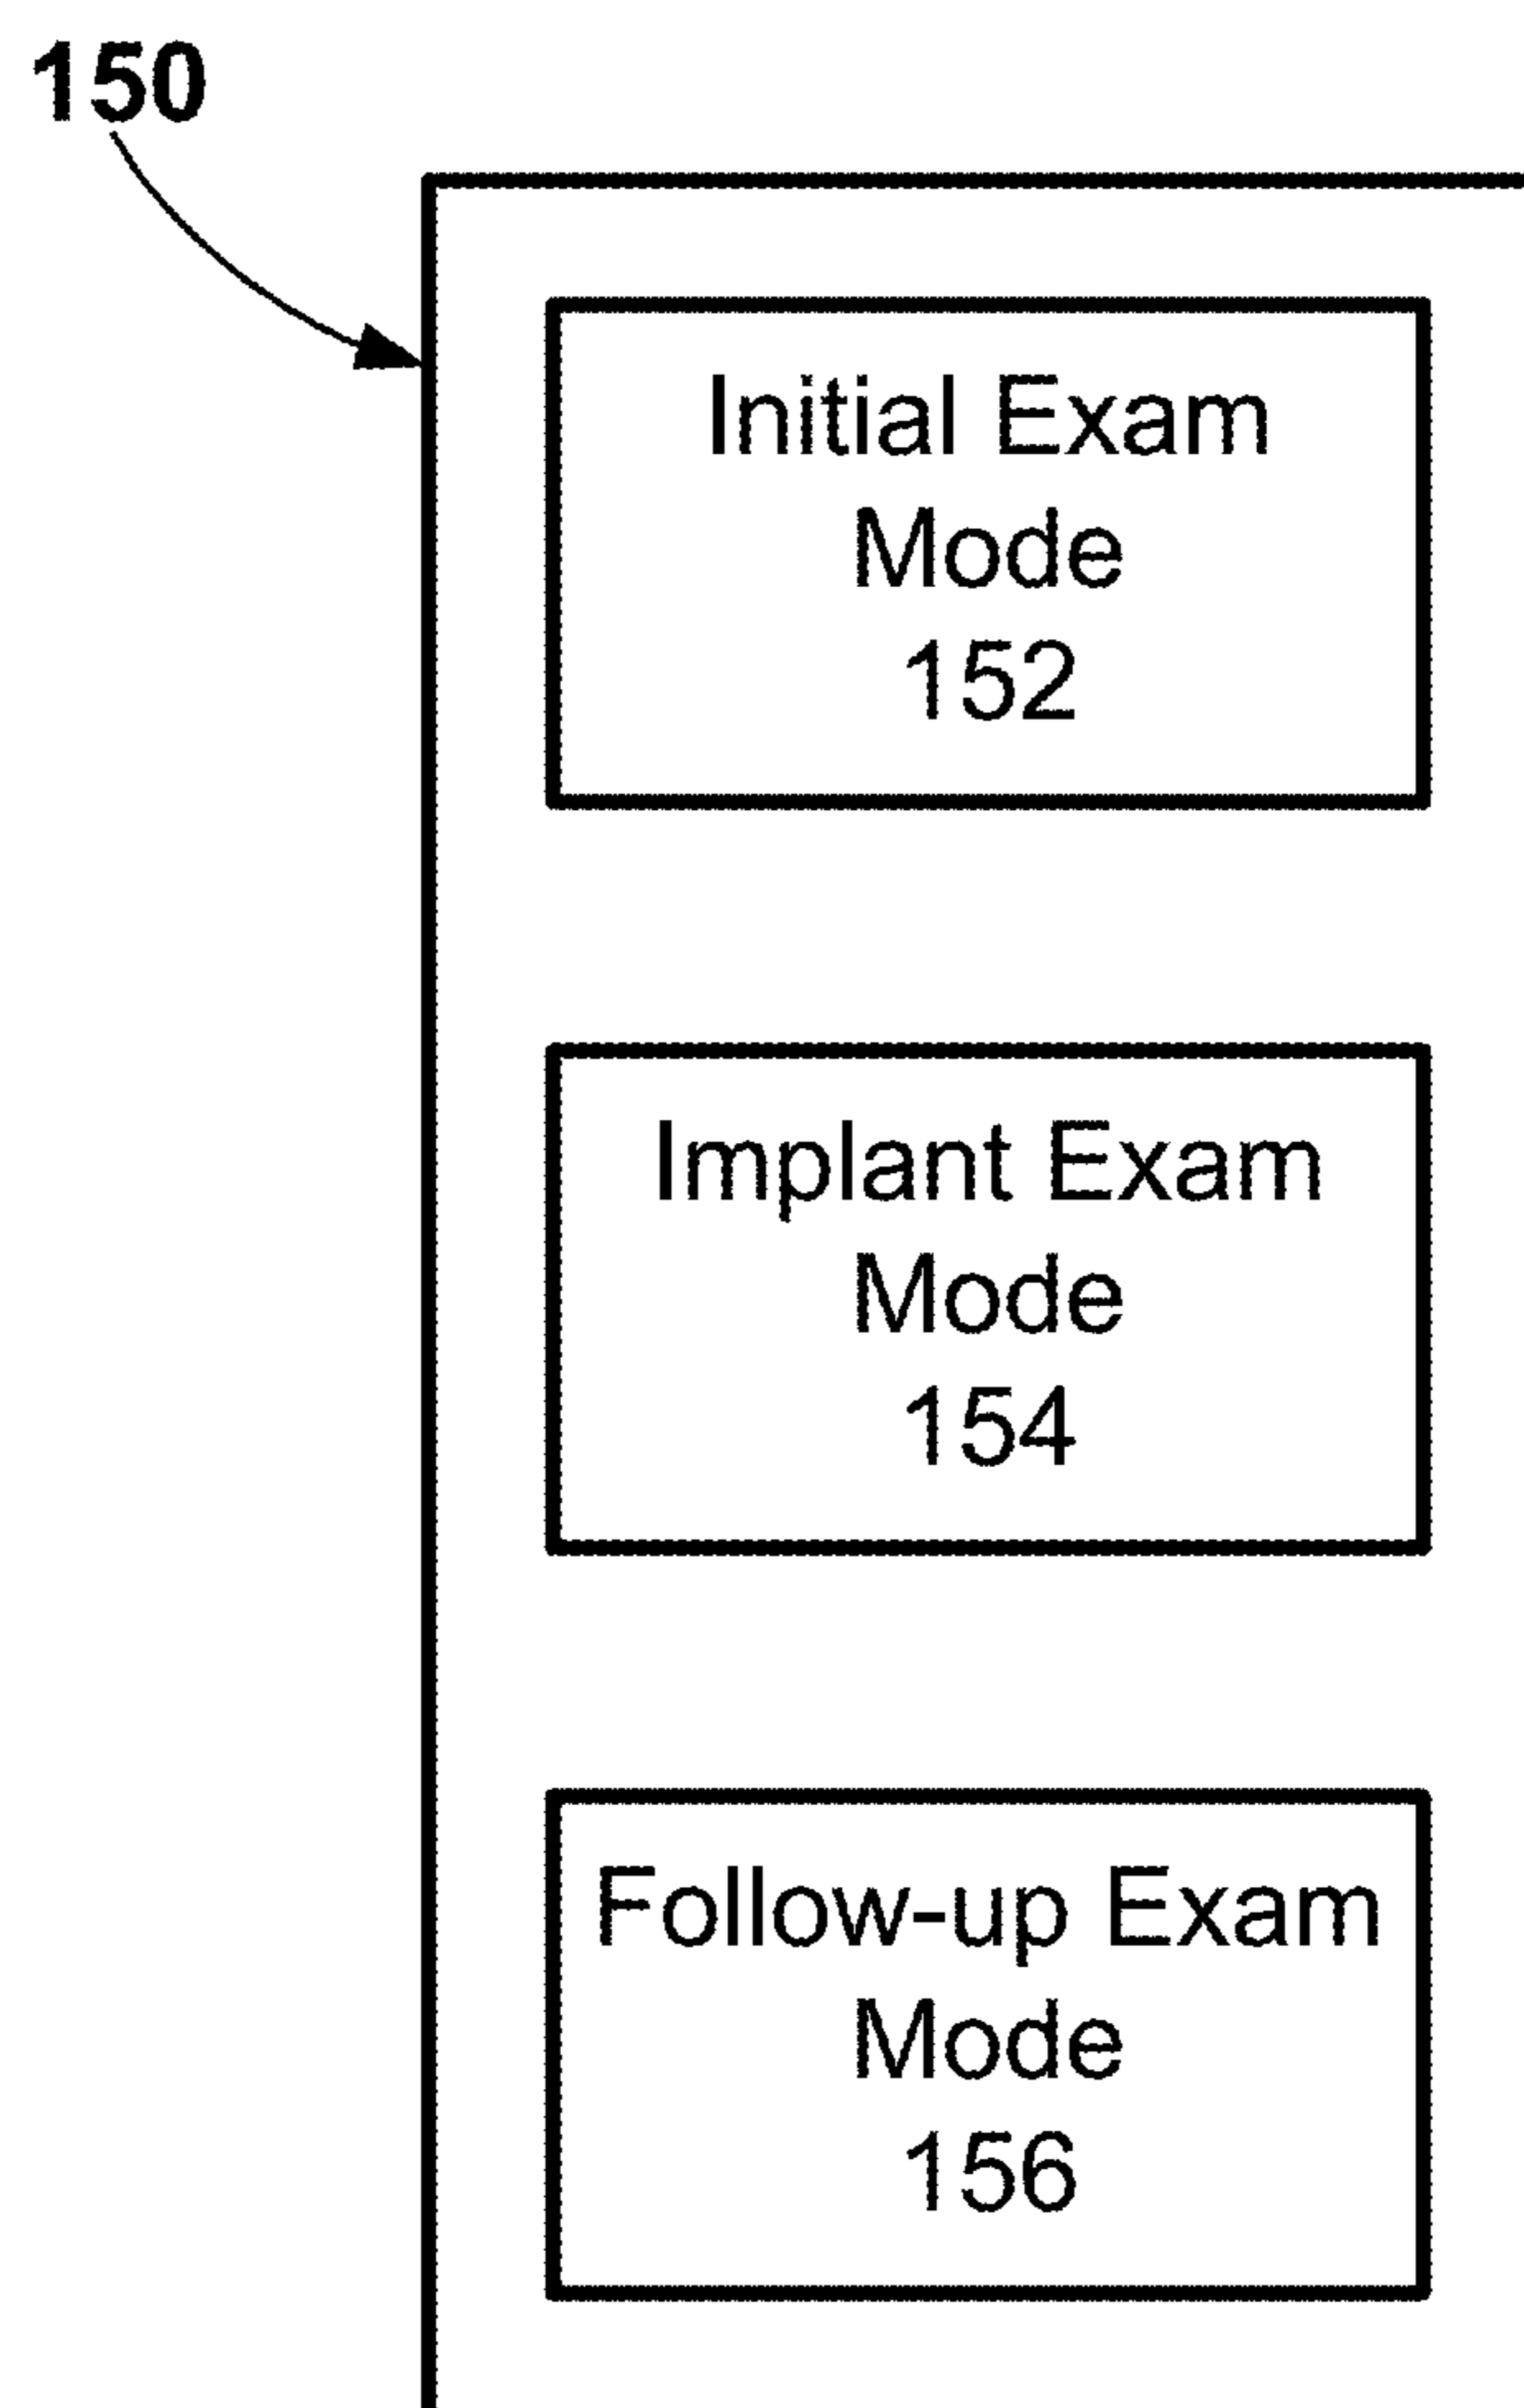 150
Initial Exam
Mode
152
Implant Exam
Mode
154
Follow-up Exam
Mode
156